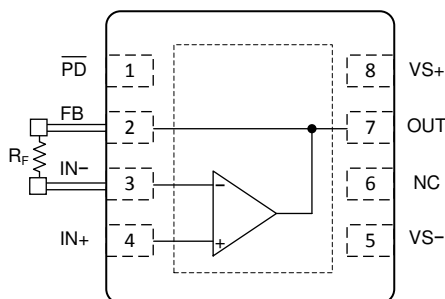 PD 1 8 VS+
FB 2 7 OUT
RF
IN− 3 − 6 NC
IN+ 4 + 5 VS−